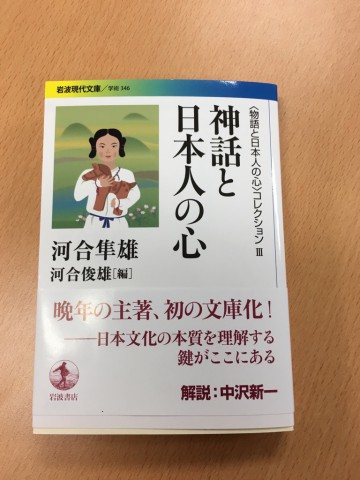 岩波現代文庫／学術 346
〈物語と日本人の心〉コレクション Ⅲ
神話と
日本人の心
河合隼雄
河合俊雄[編]
晩年の主著、初の文庫化！
――日本文化の本質を理解する
鍵がここにある
岩波書店
解説：中沢新一